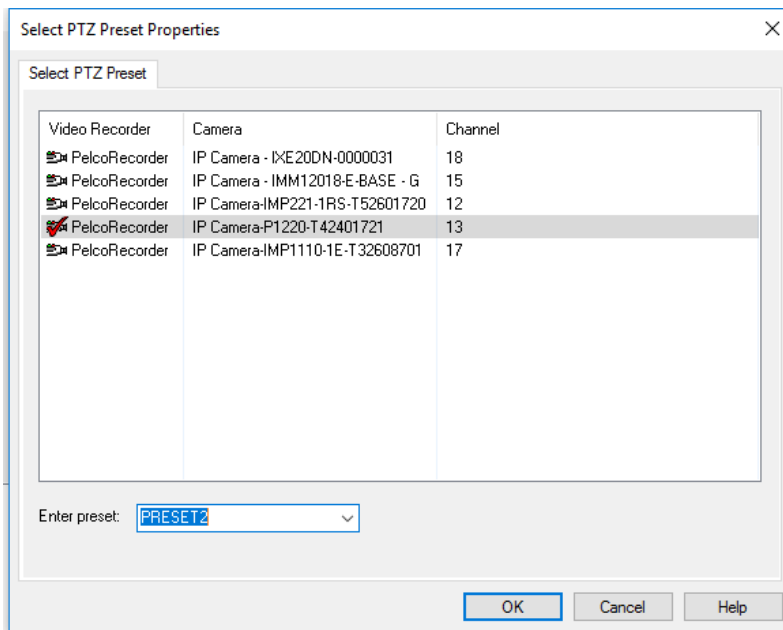 Select PTZ Preset Properties
Select PTZ Preset
Video Recorder Camera Channel
PelcoRecorder IP Camera - IXE20DN-0000031 18
PelcoRecorder IP Camera - IMM12018-E-BASE - G 15
PelcoRecorder IP Camera-IMP221-1RS-T52601720 12
PelcoRecorder IP Camera-P1220-T42401721 13
PelcoRecorder IP Camera-IMP1110-1E-T32608701 17
Enter preset: PRESET2
OK Cancel Help